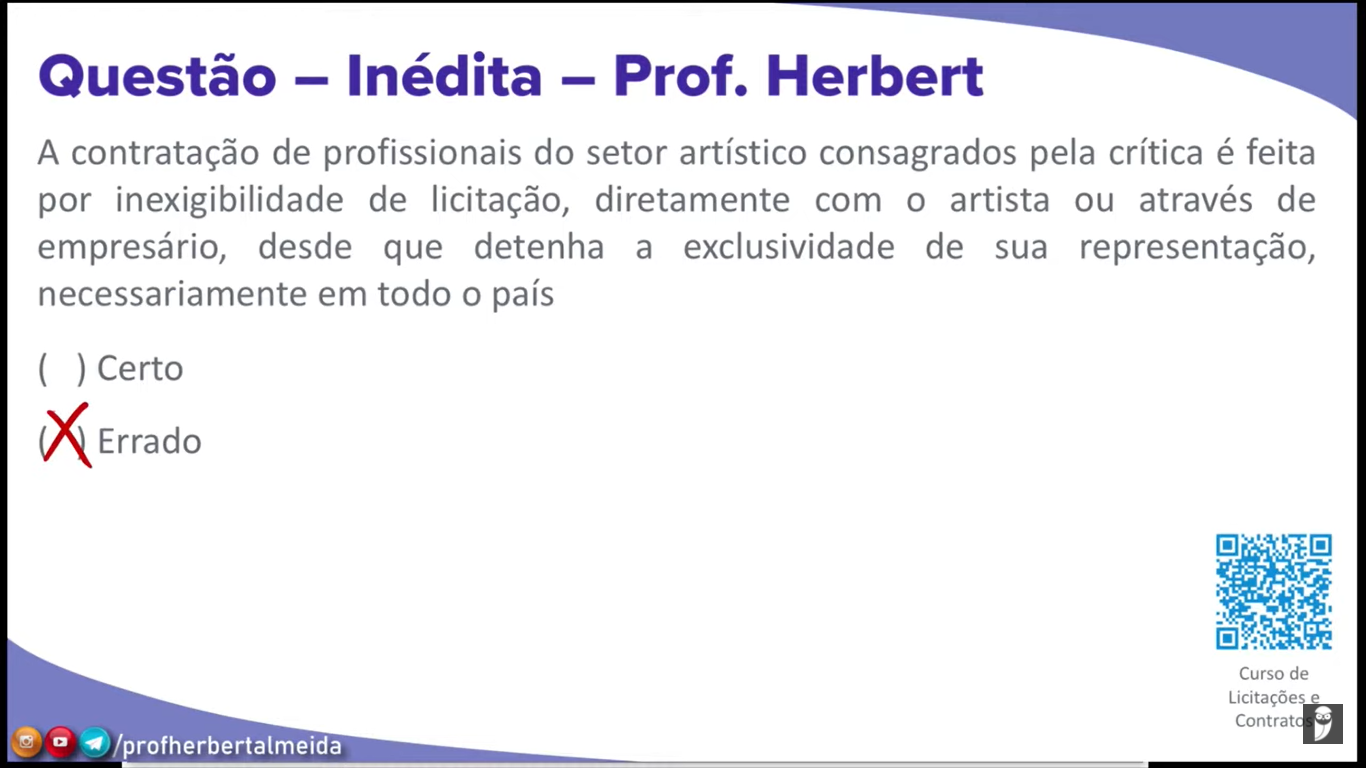 Questão – Inédita – Prof. Herbert
A contratação de profissionais do setor artístico consagrados pela crítica é feita
por inexigibilidade de licitação, diretamente com o artista ou através de
empresário, desde que detenha a exclusividade de sua representação,
necessariamente em todo o país
( ) Certo
(X) Errado
Curso de
Licitações e
Contratos
/profherbertalmeida